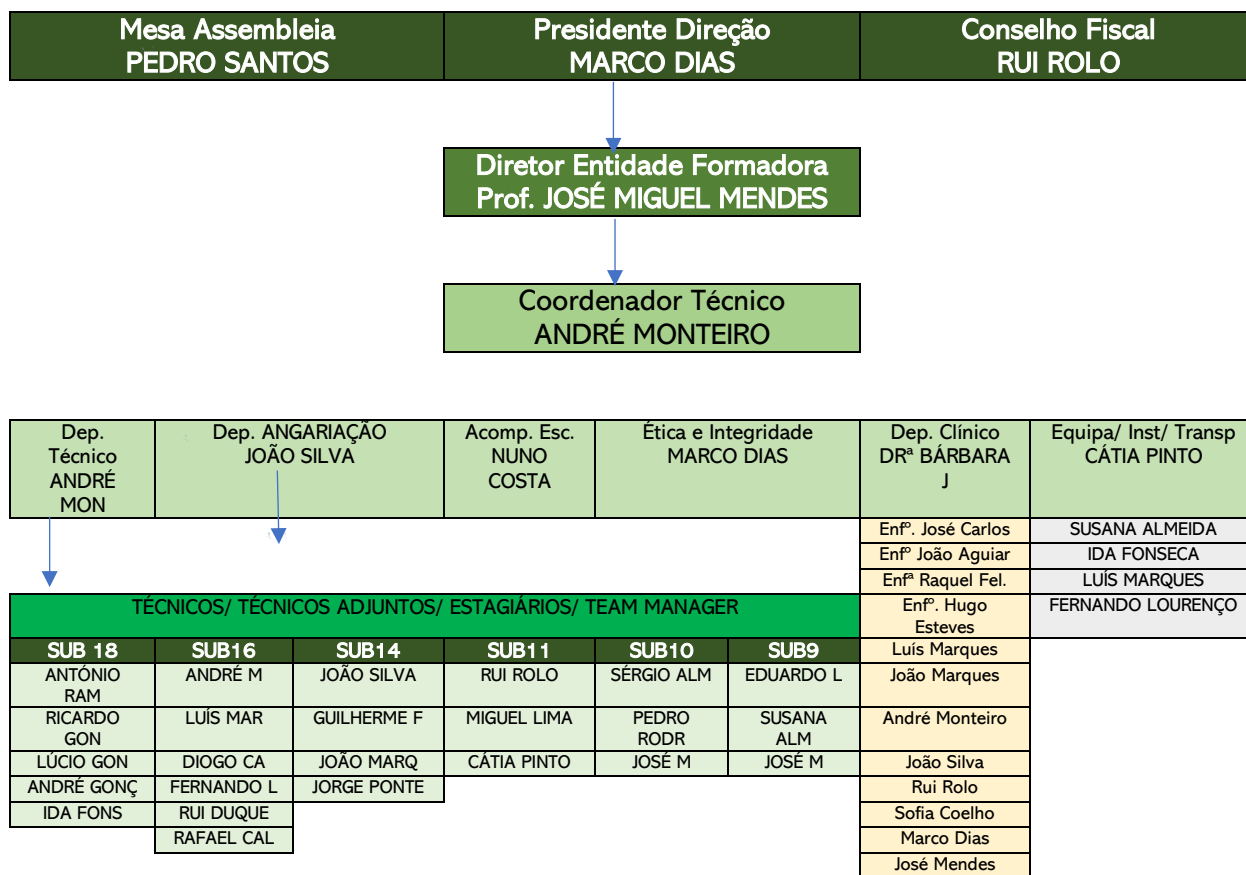 Mesa Assembleia
PEDRO SANTOS
Presidente Direção
MARCO DIAS
Conselho Fiscal
RUI ROLO
Diretor Entidade Formadora
Prof. JOSÉ MIGUEL MENDES
Coordenador Técnico
ANDRÉ MONTEIRO
Dep.
Técnico
ANDRÉ
MON
Dep. ANGARIAÇÃO
JOÃO SILVA
Acomp. Esc.
NUNO
COSTA
Ética e Integridade
MARCO DIAS
Dep. Clínico
DRª BÁRBARA
J
Equipa/ Inst/ Transp
CÁTIA PINTO
Enfº. José Carlos
SUSANA ALMEIDA
Enfº João Aguiar
IDA FONSECA
Enfª Raquel Fel.
LUÍS MARQUES
TÉCNICOS/ TÉCNICOS ADJUNTOS/ ESTAGIÁRIOS/ TEAM MANAGER
Enfº. Hugo
Esteves
FERNANDO LOURENÇO
SUB 18
SUB16
SUB14
SUB11
SUB10
SUB9
Luís Marques
ANTÓNIO
RAM
ANDRÉ M
JOÃO SILVA
RUI ROLO
SÉRGIO ALM
EDUARDO L
João Marques
RICARDO
GON
LUÍS MAR
GUILHERME F
MIGUEL LIMA
PEDRO
RODR
SUSANA
ALM
André Monteiro
LÚCIO GON
DIOGO CA
JOÃO MARQ
CÁTIA PINTO
JOSÉ M
JOSÉ M
João Silva
ANDRÉ GONÇ
FERNANDO L
JORGE PONTE
Rui Rolo
IDA FONS
RUI DUQUE
Sofia Coelho
RAFAEL CAL
Marco Dias
José Mendes